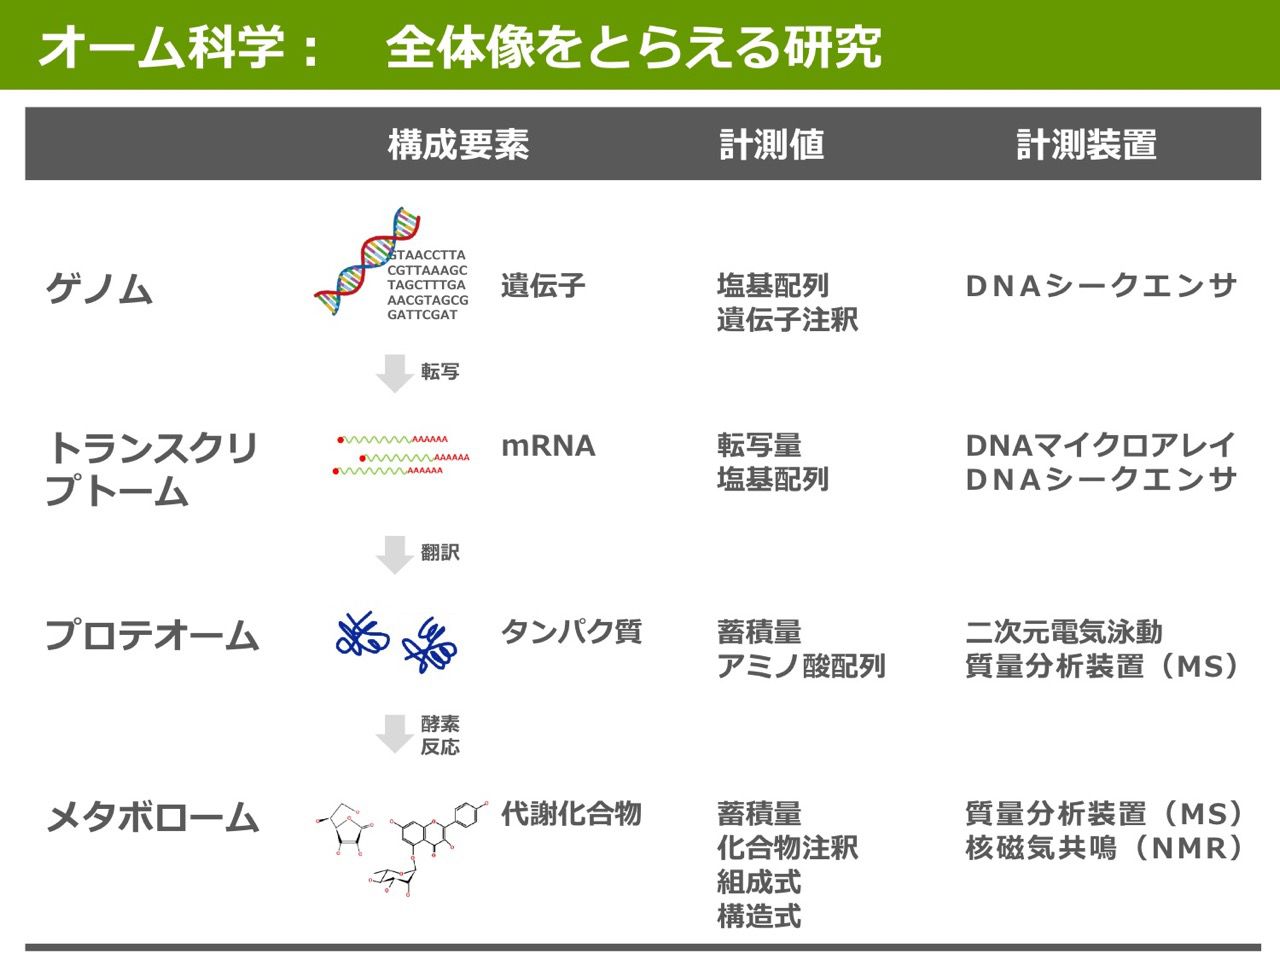 オーム科学：　全体像をとらえる研究
構成要素 計測値 計測装置
GTAACCTTA
CGTTAAAGC
TAGCTTTGA
AACGTAGCG
GATTCGAT
ゲノム 遺伝子 塩基配列 DNAシークエンサ
遺伝子注釈
転写
トランスクリ mRNA 転写量 DNAマイクロアレイ
プトーム 塩基配列 DNAシークエンサ
AAAAAA
AAAAAA
AAAAAA
翻訳
プロテオーム タンパク質 蓄積量 二次元電気泳動
アミノ酸配列 質量分析装置（MS）
酵素
反応
メタボローム 代謝化合物 蓄積量 質量分析装置（MS）
化合物注釈 核磁気共鳴（NMR）
組成式
構造式